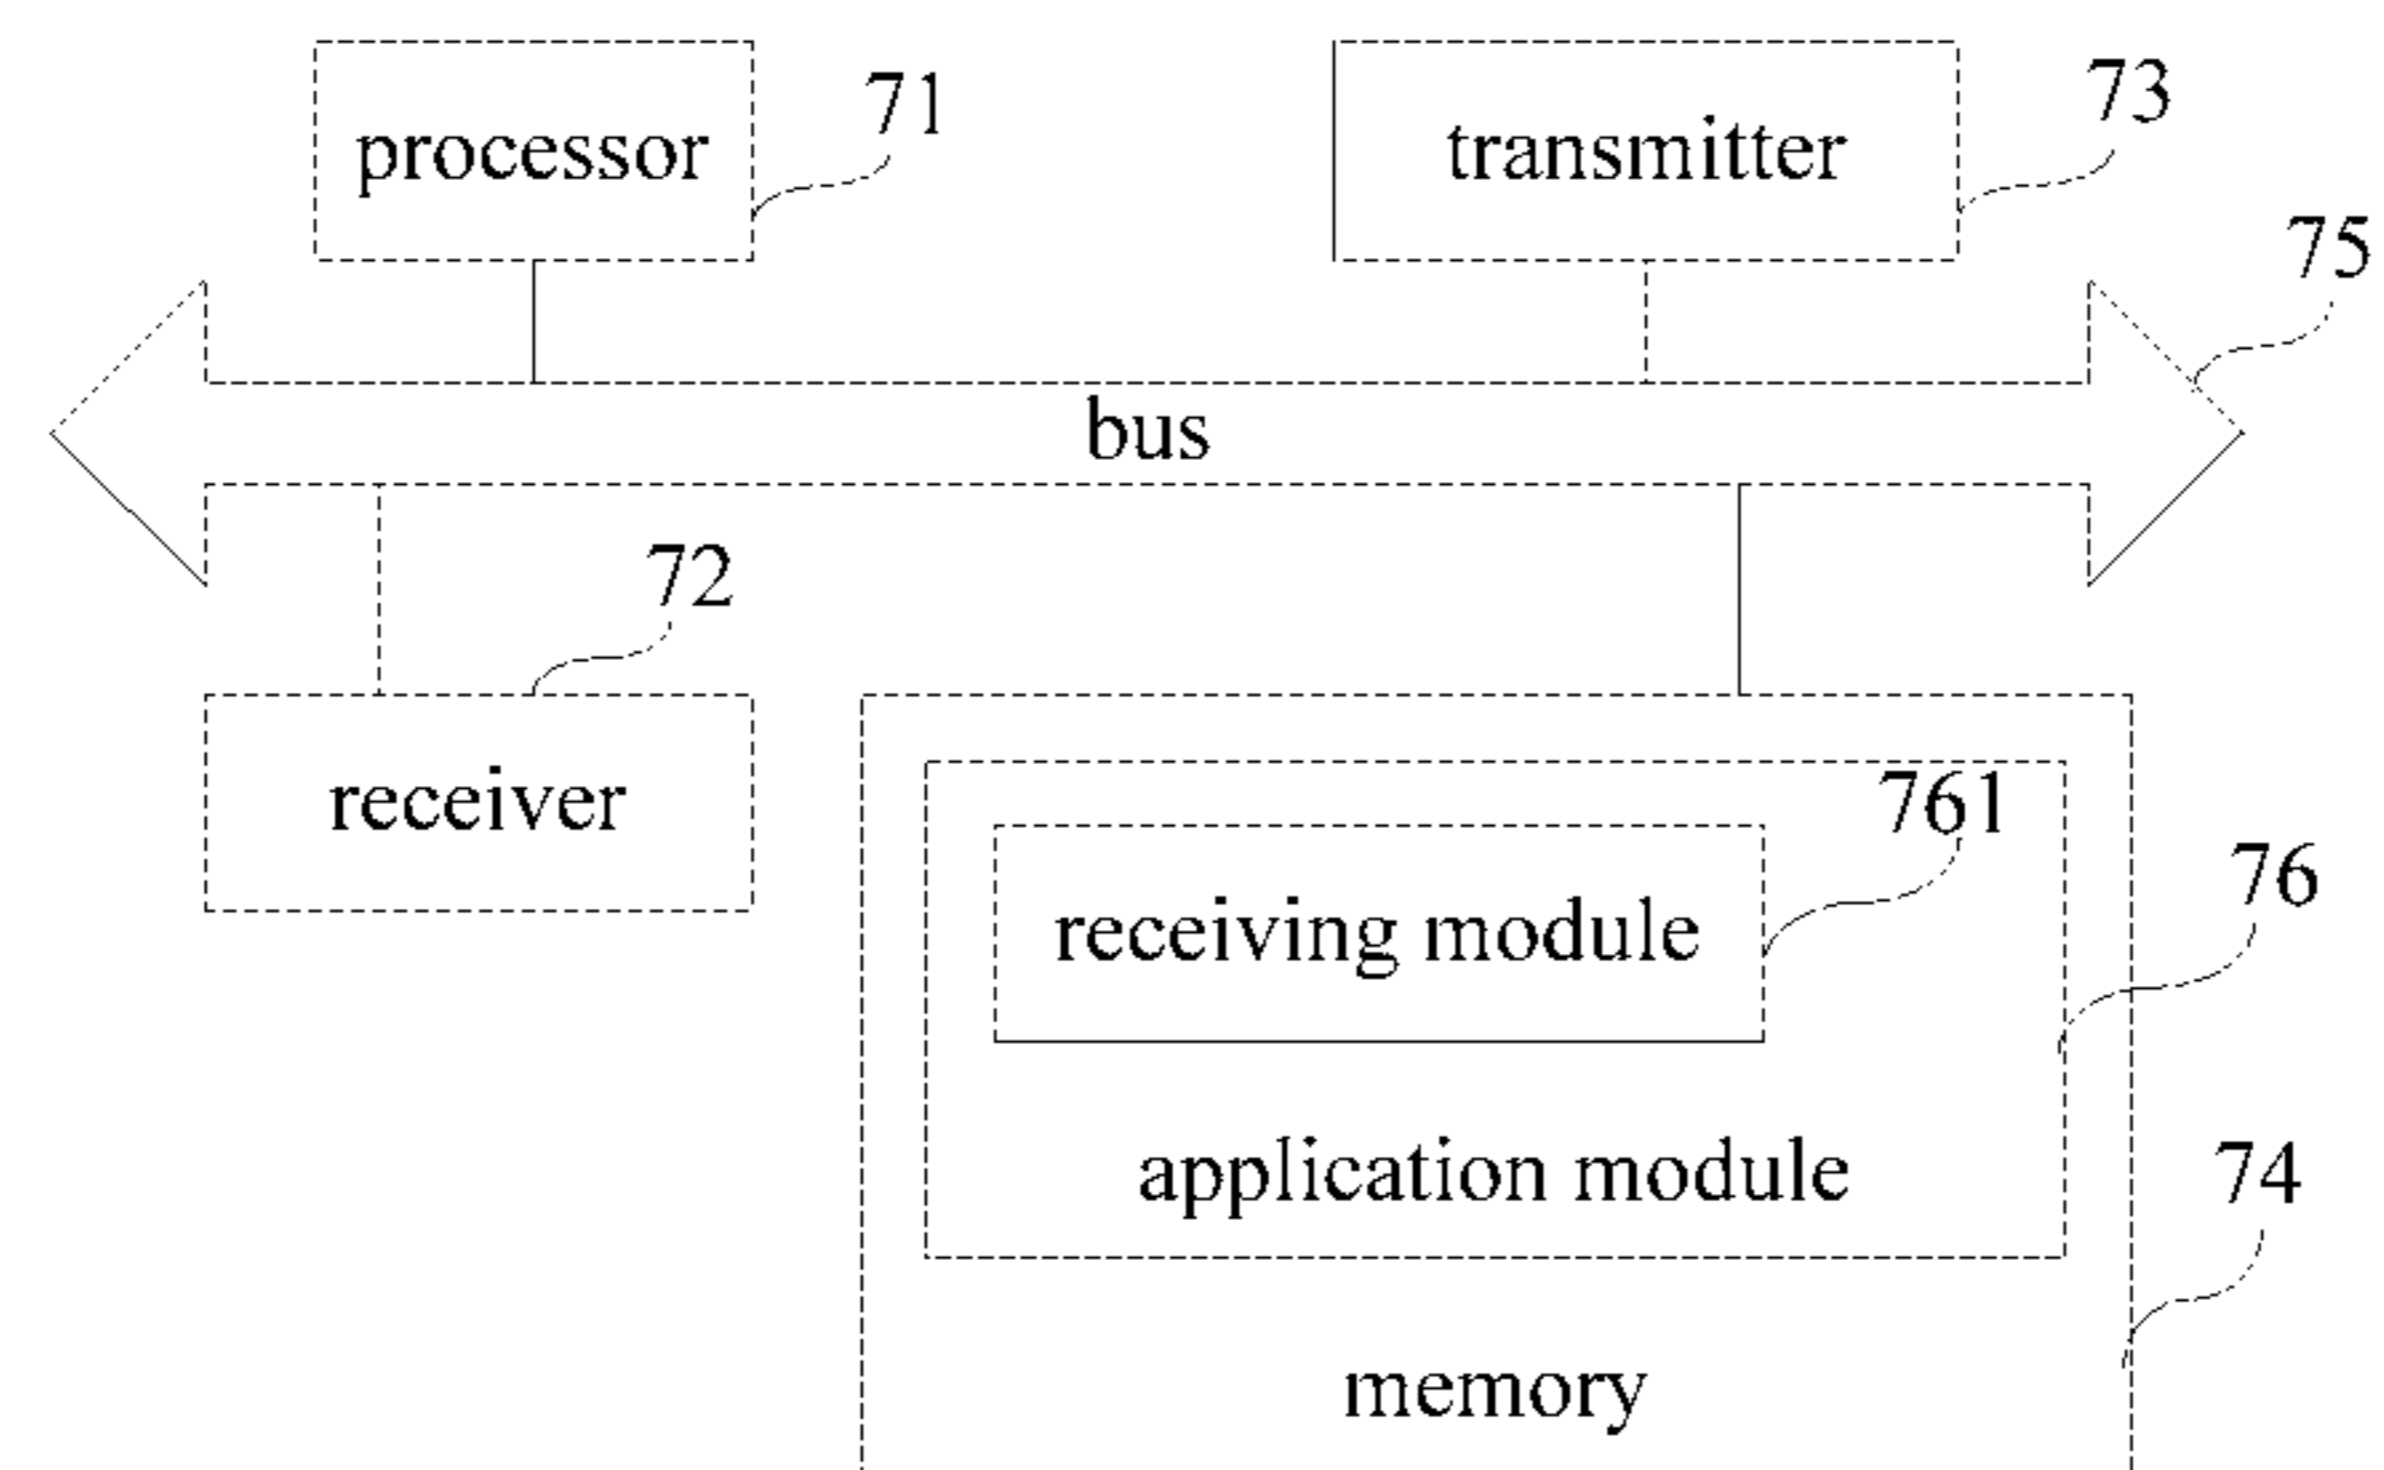 processor
71
transmitter
73
75
bus
72
receiver
761
receiving module
76
application module
74
memory